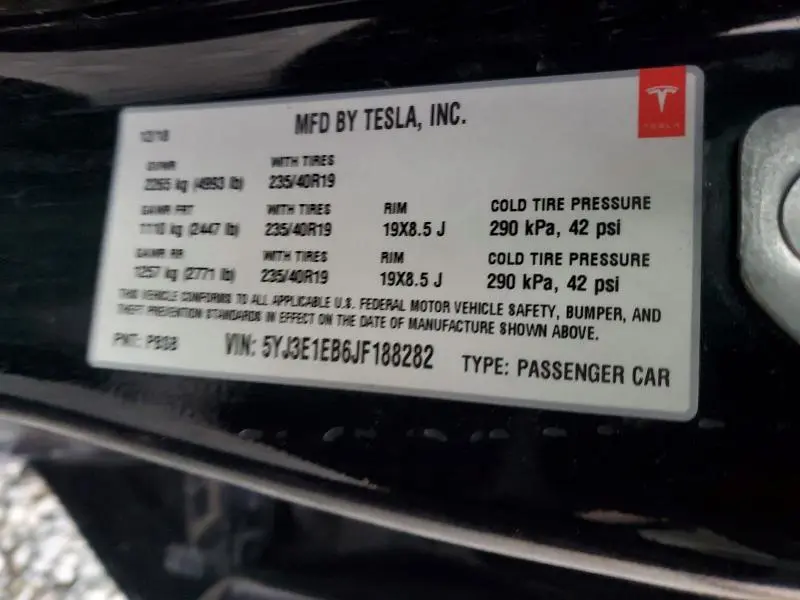 MFD BY TESLA, INC.
TESLA
12/18
GVWR WITH TIRES
2265 kg (4993 lb) 235/40R19
GAWR FRT WITH TIRES RIM COLD TIRE PRESSURE
1110 kg (2447 lb) 235/40R19 19X8.5 J 290 kPa, 42 psi
GAWR RR WITH TIRES RIM COLD TIRE PRESSURE
1257 kg (2771 lb) 235/40R19 19X8.5 J 290 kPa, 42 psi
THIS VEHICLE CONFORMS TO ALL APPLICABLE U.S. FEDERAL MOTOR VEHICLE SAFETY, BUMPER, AND
THEFT PREVENTION STANDARDS IN EFFECT ON THE DATE OF MANUFACTURE SHOWN ABOVE.
PNT: VIN: 5YJ3E1EB6JF188282 TYPE: PASSENGER CAR